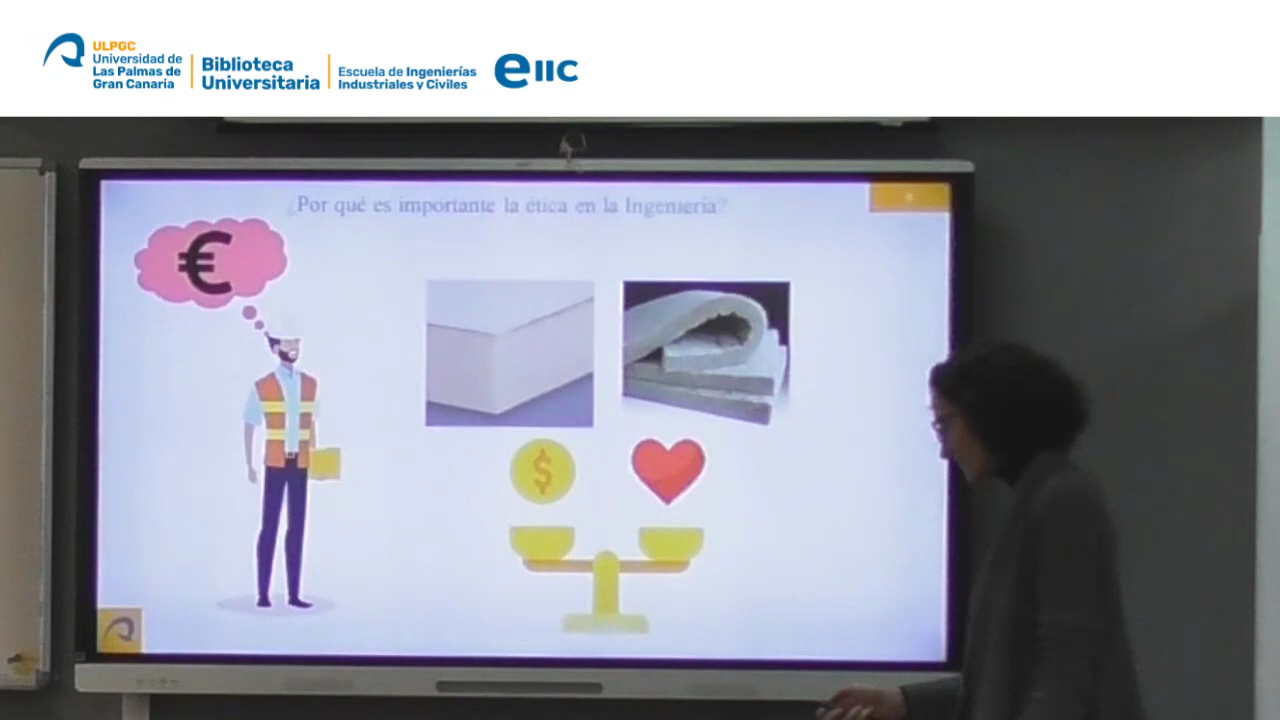 ULPGC
Universidad de
Las Palmas de
Gran Canaria
Biblioteca
Universitaria
Escuela de Ingenierías
Industriales y Civiles
eiic
¿Por qué es importante la ética en la Ingeniería?
€
$